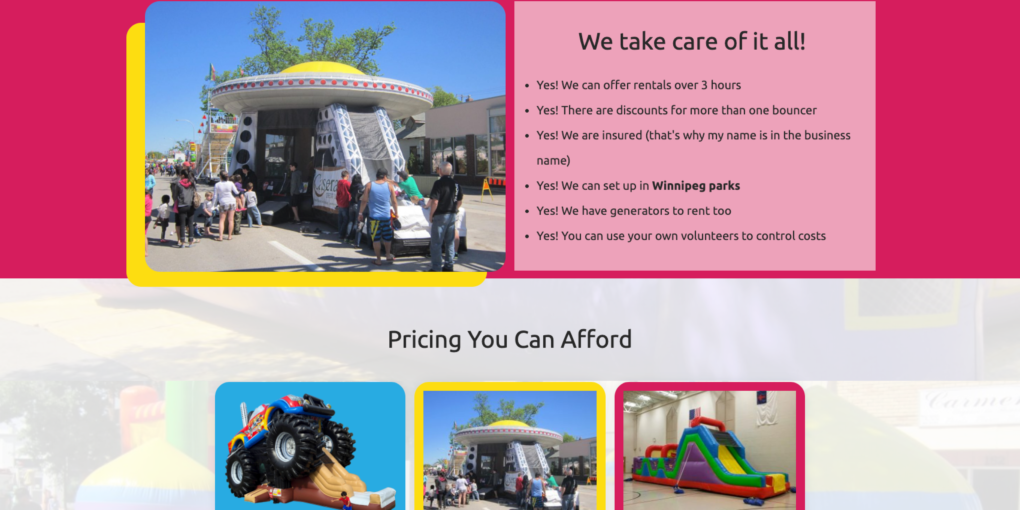 We take care of it all!
Yes! We can offer rentals over 3 hours
Yes! There are discounts for more than one bouncer
Yes! We are insured (that's why my name is in the business
name)
Yes! We can set up in Winnipeg parks
Yes! We have generators to rent too
Yes! You can use your own volunteers to control costs
Pricing You Can Afford